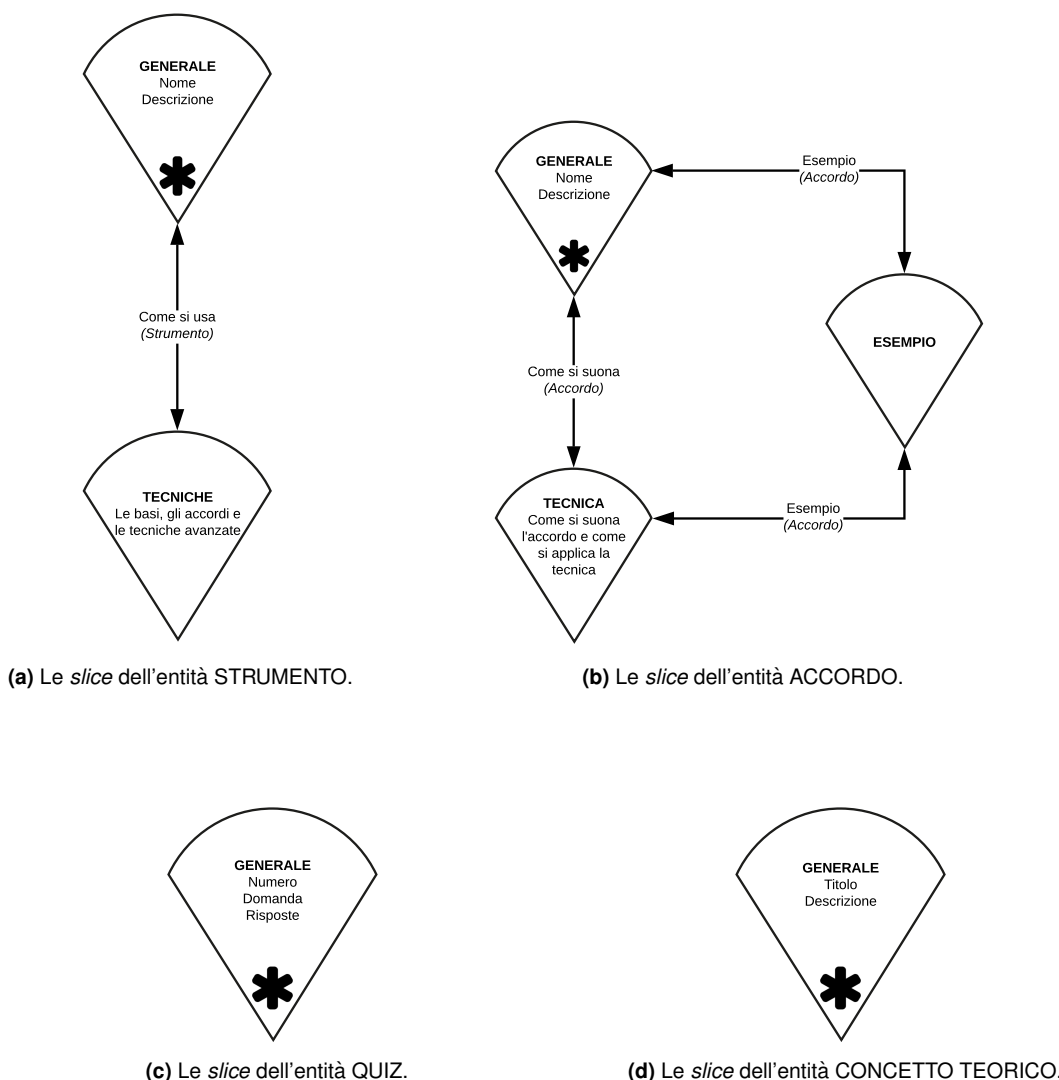 GENERALE
Nome
Descrizione
Come si usa
(Strumento)
TECNICHE
Le basi, gli accordi e
le tecniche avanzate
(a) Le slice dell'entità STRUMENTO.
GENERALE
Nome
Descrizione
Esempio
(Accordo)
ESEMPIO
Come si suona
(Accordo)
TECNICA
Come si suona
l'accordo e come
si applica la
tecnica
Esempio
(Accordo)
(b) Le slice dell'entità ACCORDO.
GENERALE
Numero
Domanda
Risposte
(c) Le slice dell'entità QUIZ.
GENERALE
Titolo
Descrizione
(d) Le slice dell'entità CONCETTO TEORICO.